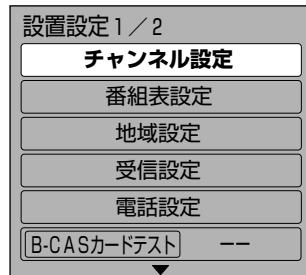 設置設定1／2
チャンネル設定
番組表設定
地域設定
受信設定
電話設定
B-CASカードテスト －－